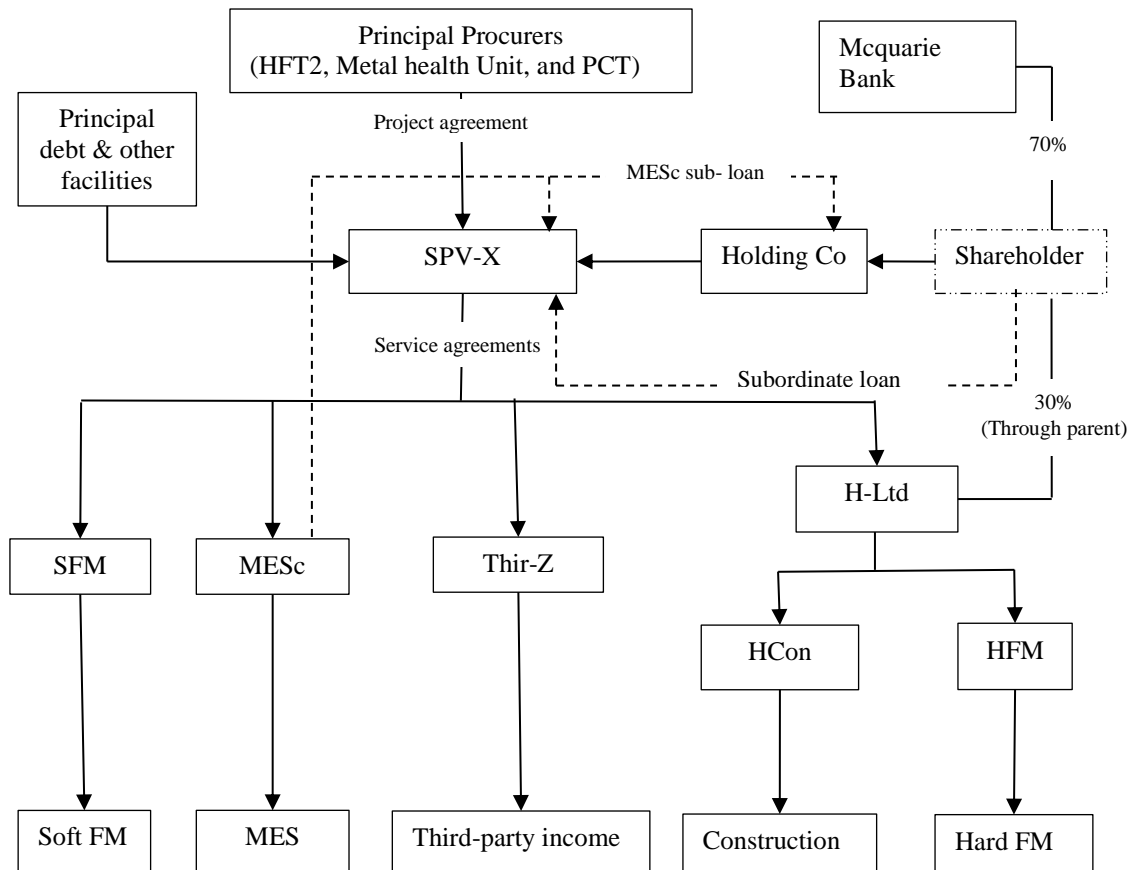 Principal Procurers
(HFT2, Metal health Unit, and PCT)
Mcquarie
Bank
Principal
debt & other
facilities
Project agreement
70%
MESc sub- loan
SPV-X
Holding Co
Shareholder
Service agreements
Subordinate loan
30%
(Through parent)
H-Ltd
SFM
MESc
Thir-Z
HCon
HFM
Soft FM
MES
Third-party income
Construction
Hard FM